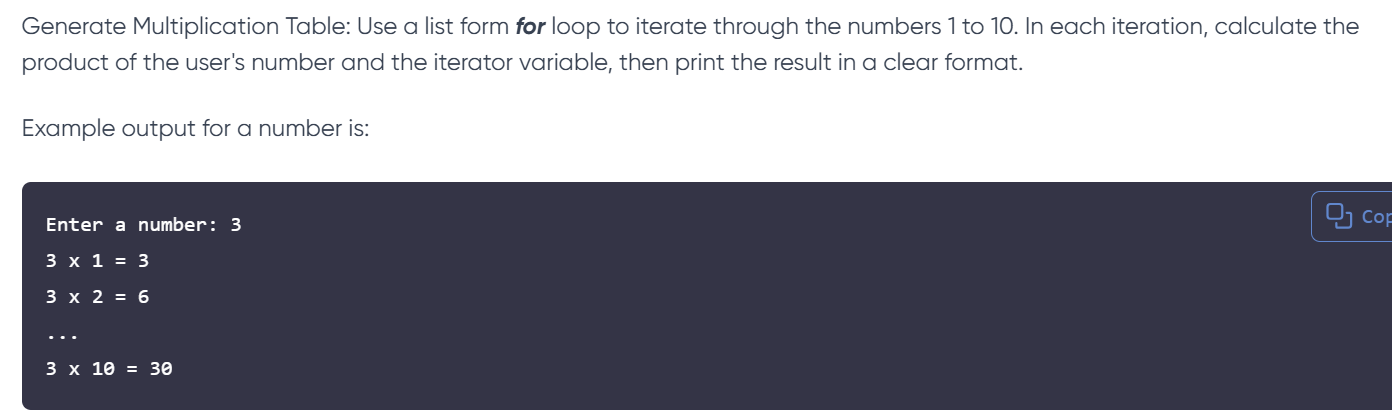 Generate Multiplication Table: Use a list form for loop to iterate through the numbers 1 to 10. In each iteration, calculate the
product of the user's number and the iterator variable, then print the result in a clear format.
Example output for a number is:
Cop
Enter a number: 3
3 x 1 = 3
3 x 2 = 6
...
3 x 10 = 30